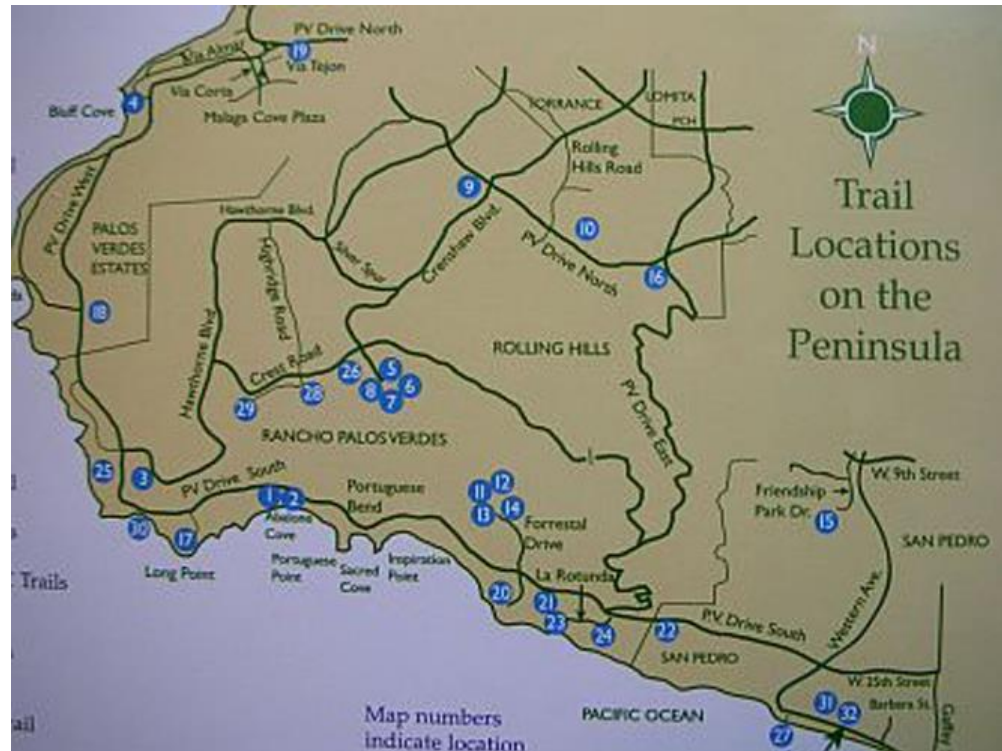 PV Drive North
19
Via Almar
Via Tejon
Via Corta
4
Bluff Cove
Malaga Cove Plaza
N
Trail
Locations
on the
Peninsula
TORRANCE
LOMITA
PCH
Rolling
Hills Road
9
10
PV Drive West
PALOS
VERDES
ESTATES
Hawthorne Blvd.
Silver Spur
Crenshaw Blvd.
PV Drive North
16
Highridge Road
18
Hawthorne Blvd.
Crest Road
ROLLING HILLS
26
5
8
6
7
28
29
PV Drive East
RANCHO PALOS VERDES
25
3
PV Drive South
1
2
Abalone
Cove
Portuguese
Bend
11
12
13
14
Forrestal
Drive
W. 9th Street
Friendship
Park Dr.
15
SAN PEDRO
30
17
Long Point
Portuguese
Point
Sacred
Cove
Inspiration
Point
Trails
La Rotunda
20
21
23
24
22
P.V. Drive South
Western Ave.
SAN PEDRO
W. 25th Street
31
32
Barbara St.
Gaffey
27
PACIFIC OCEAN
Map numbers
indicate location